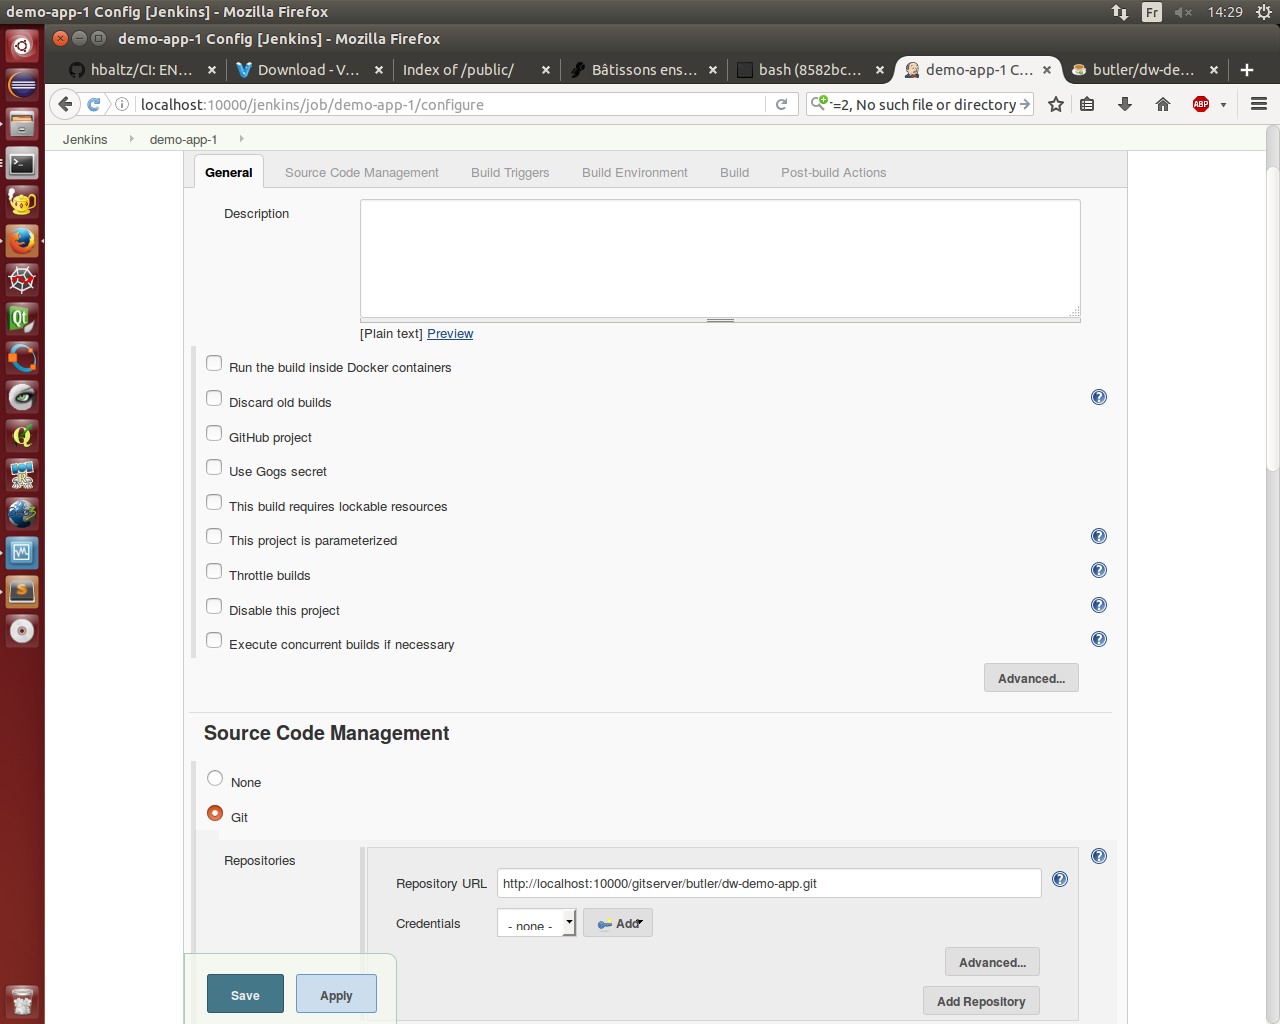 demo-app-1 Config [Jenkins] - Mozilla Firefox
Fr
14:29
demo-app-1 Config [Jenkins] - Mozilla Firefox
hbaltz/CI: EN...
Download - V...
Index of /public/
Bâtissons ens...
bash (8582bc...
demo-app-1 C...
butler/dw-de...
localhost:10000/jenkins/job/demo-app-1/configure
=2, No such file or directory
ABP
Jenkins
demo-app-1
General
Source Code Management
Build Triggers
Build Environment
Build
Post-build Actions
Description
[Plain text] Preview
Run the build inside Docker containers
Discard old builds
GitHub project
Use Gogs secret
This build requires lockable resources
This project is parameterized
Throttle builds
Disable this project
Execute concurrent builds if necessary
Advanced...
Source Code Management
None
Git
Repositories
Repository URL
http://localhost:10000/gitserver/butler/dw-demo-app.git
Credentials
- none -
Add
Advanced...
Add Repository
Save
Apply